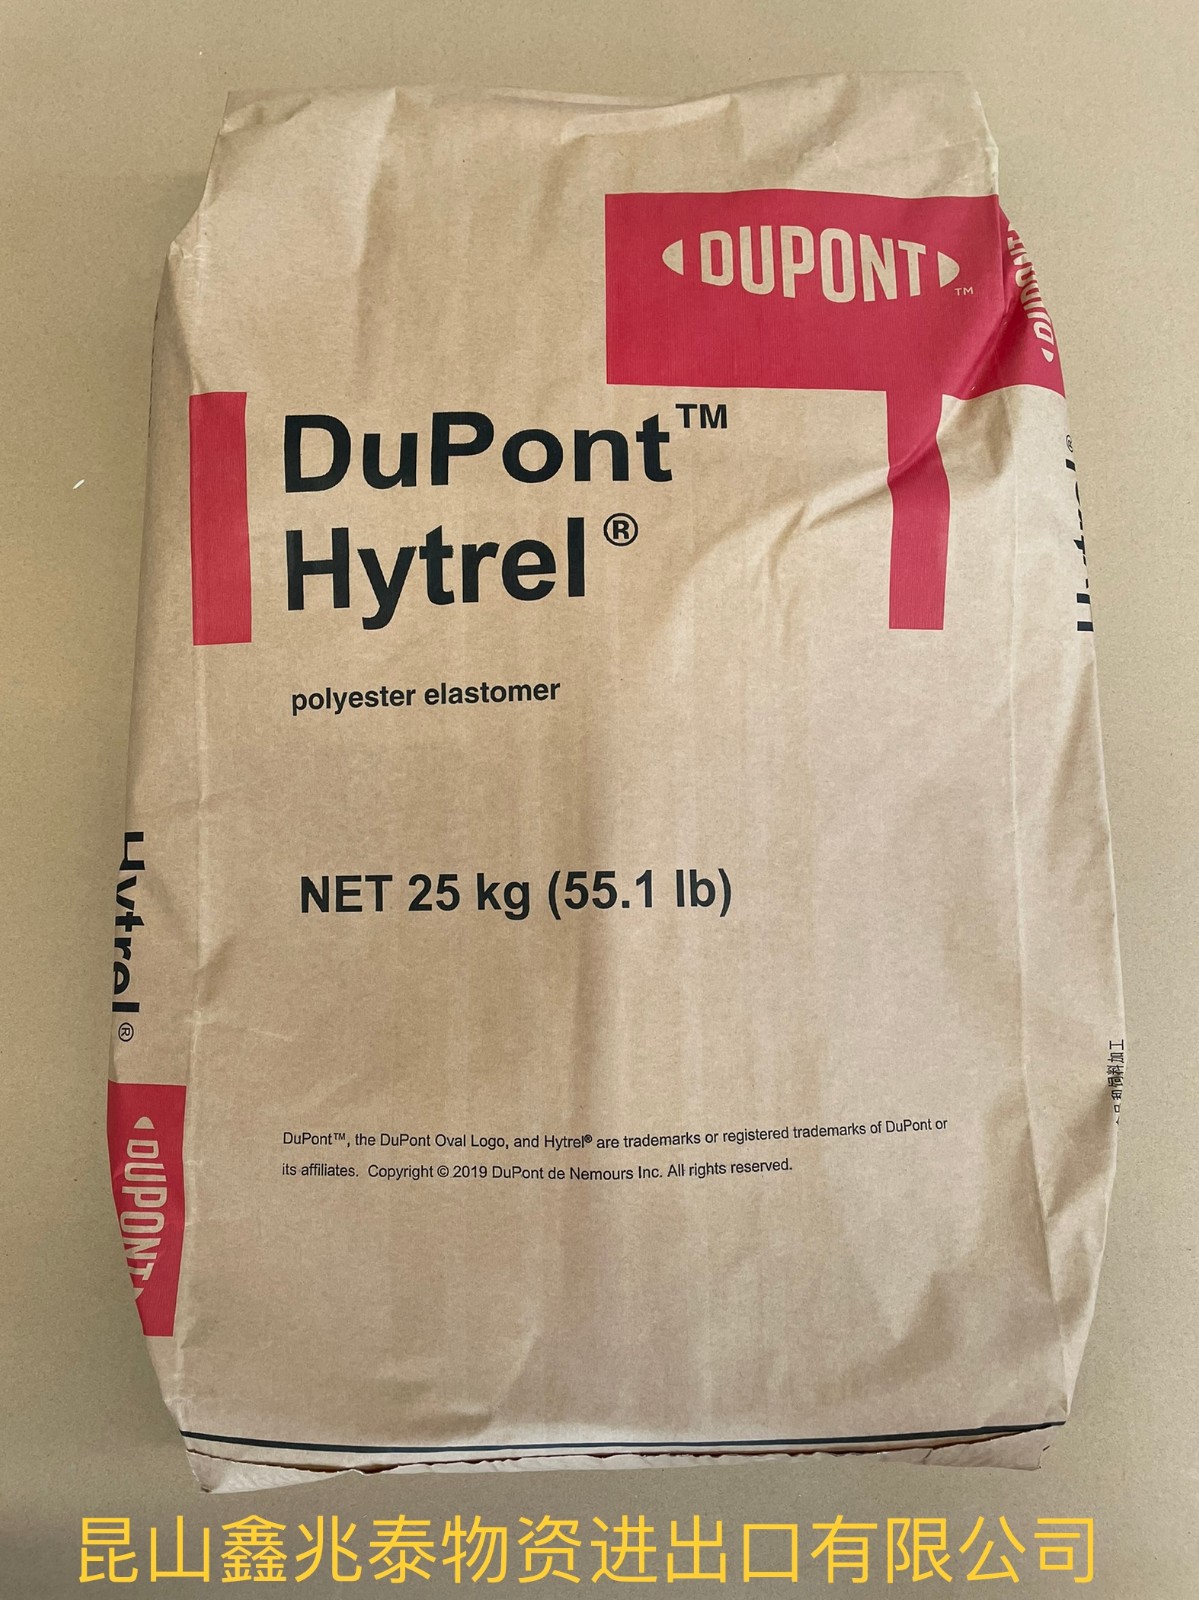 DUPONT™
DUPONT
DuPont™
Hytrel®
Hytrel®
polyester elastomer
NET 25 kg (55.1 lb)
Hytrel®
DUPONT
DuPont™, the DuPont Oval Logo, and Hytrel® are trademarks or registered trademarks of DuPont or
its affiliates. Copyright © 2019 DuPont de Nemours Inc. All rights reserved.
昆山鑫兆泰物资进出口有限公司